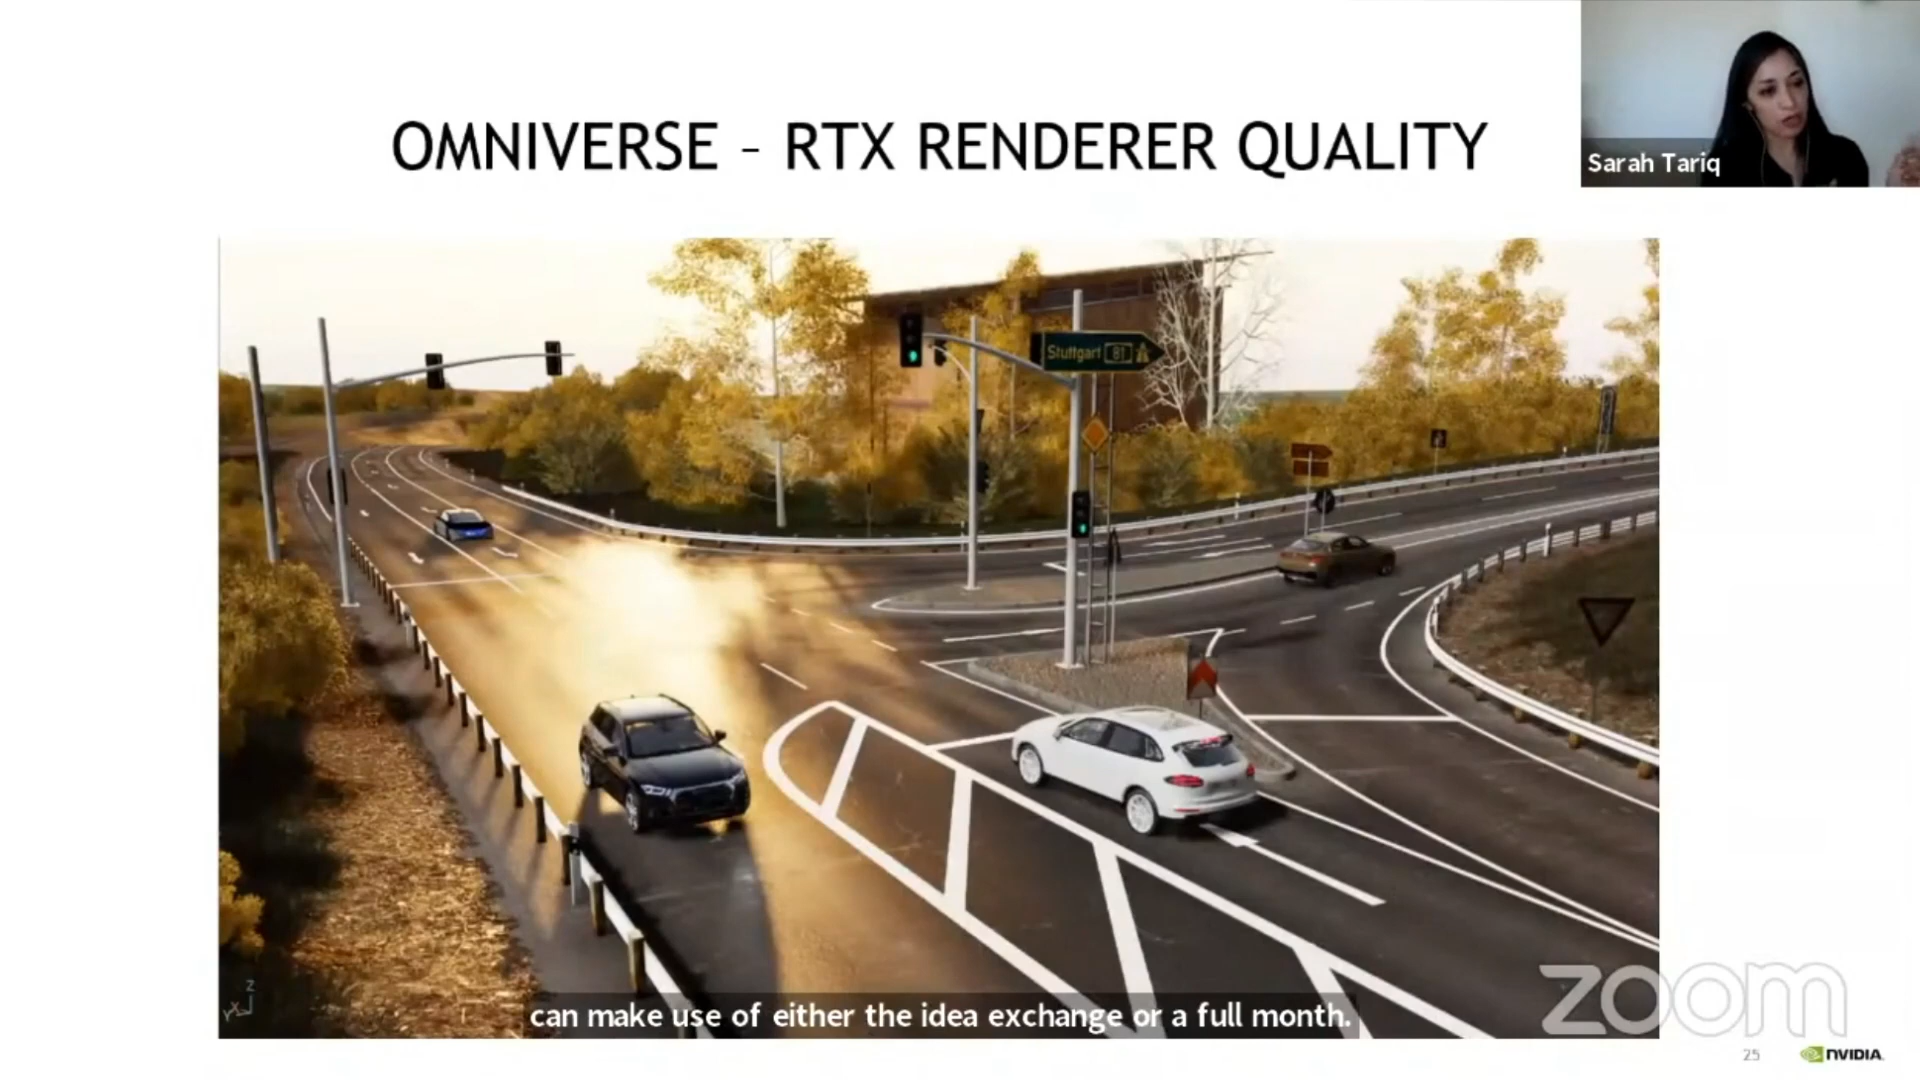 OMNIVERSE - RTX RENDERER QUALITY
Sarah Tariq
Stuttgart 81
Z
X
Y
can make use of either the idea exchange or a full month.
zoom
25
NVIDIA